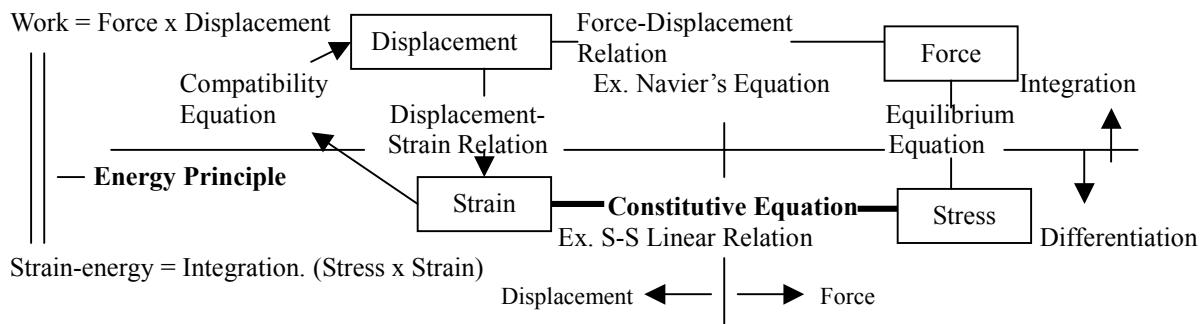 Work = Force x Displacement
Displacement
Force-Displacement
Relation
Ex. Navier's Equation
Force
Integration
Compatibility
Equation
Displacement-
Strain Relation
Equilibrium
Equation
Energy Principle
Strain
Constitutive Equation
Ex. S-S Linear Relation
Stress
Differentiation
Strain-energy = Integration. (Stress x Strain)
Displacement
Force